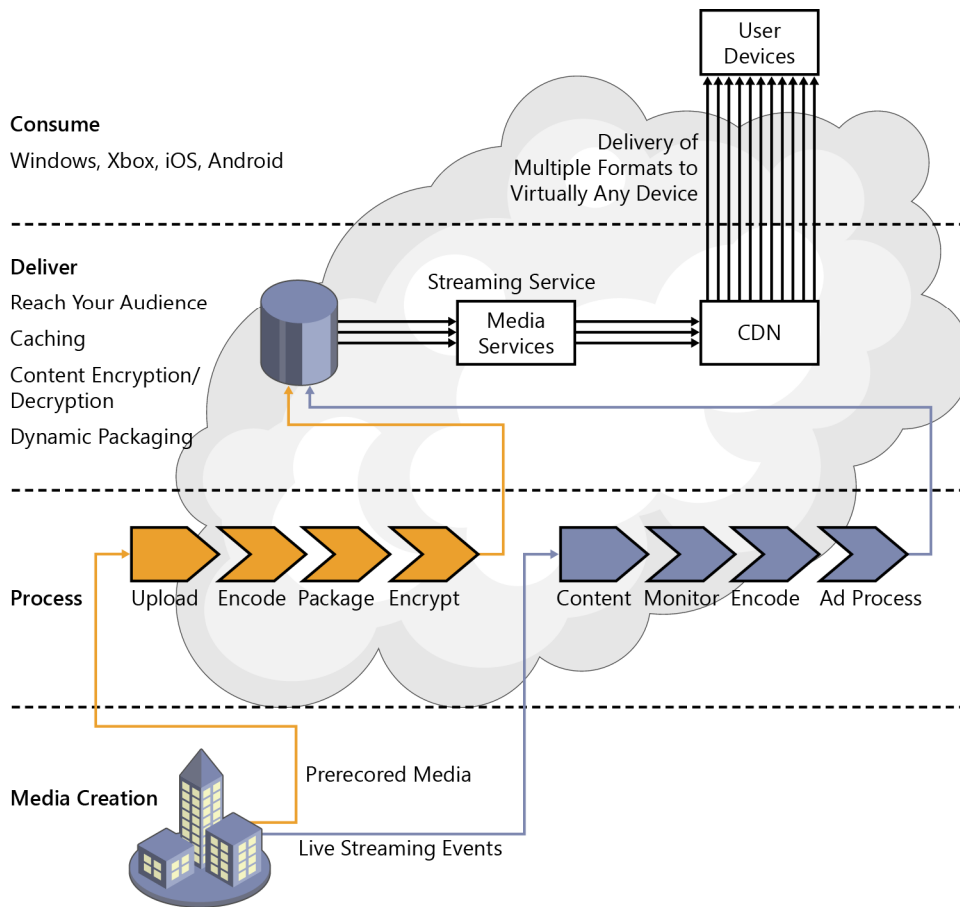 User
Devices
Consume
Windows, Xbox, iOS, Android
Delivery of
Multiple Formats to
Virtually Any Device
Deliver
Reach Your Audience
Caching
Content Encryption/
Decryption
Dynamic Packaging
Streaming Service
Media
Services
CDN
Process
Upload
Encode
Package
Encrypt
Content
Monitor
Encode
Ad Process
Media Creation
Prerecored Media
Live Streaming Events